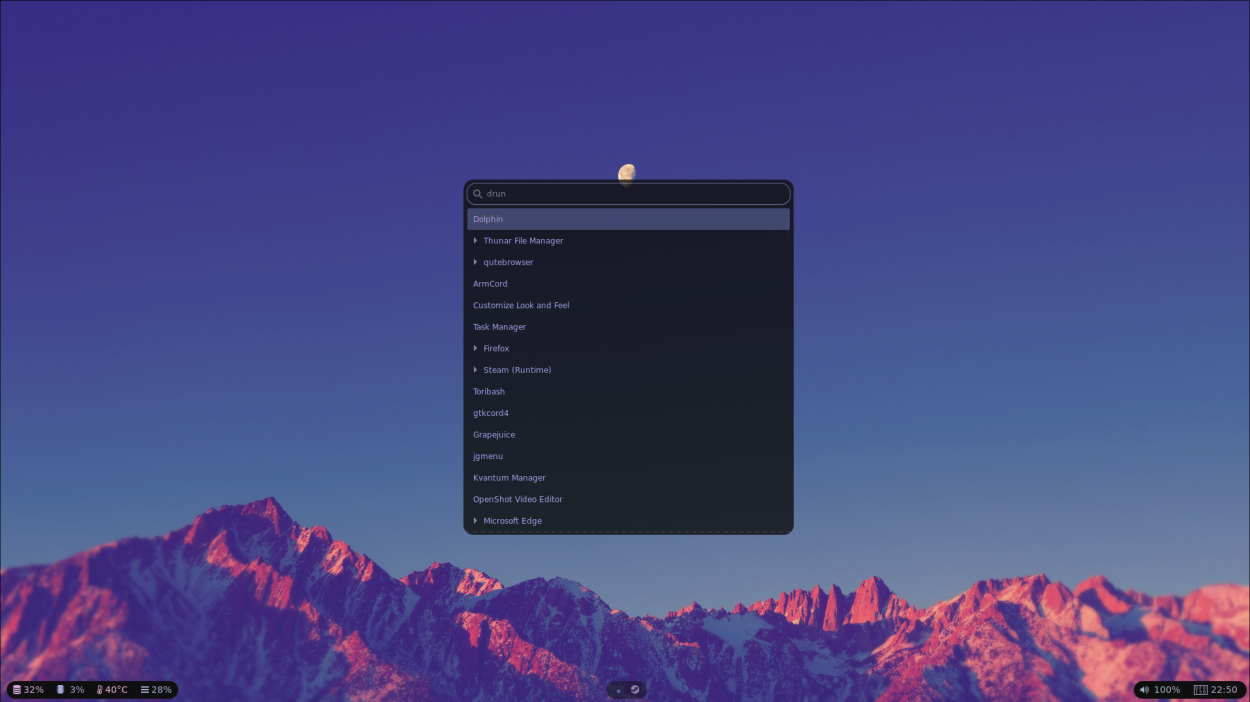 drun
Dolphin
Thunar File Manager
qutebrowser
ArmCord
Customize Look and Feel
Task Manager
Firefox
Steam (Runtime)
Toribash
gtkcord4
Grapejuice
jgmenu
Kvantum Manager
OpenShot Video Editor
Microsoft Edge
32% 3% 40°C 28% 100% 22:50